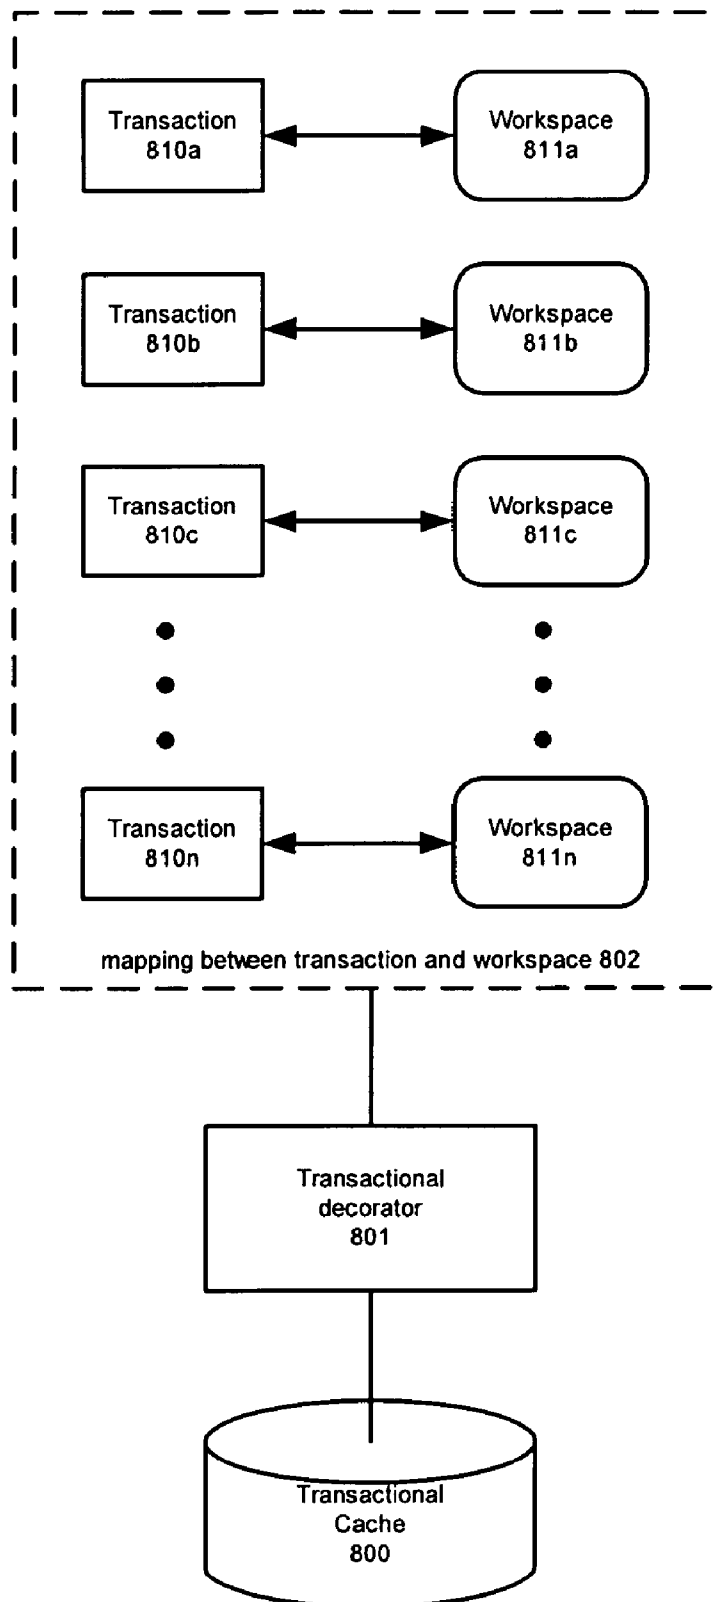 Transaction
810a
Workspace
811a
Transaction
810b
Workspace
811b
Transaction
810c
Workspace
811c
Transaction
810n
Workspace
811n
mapping between transaction and workspace 802
Transactional
decorator
801
Transactional
Cache
800